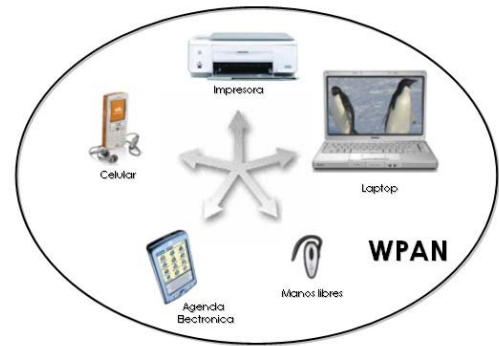 Impresora
Celular
Laptop
WPAN
Manos libres
Agenda
Electronica